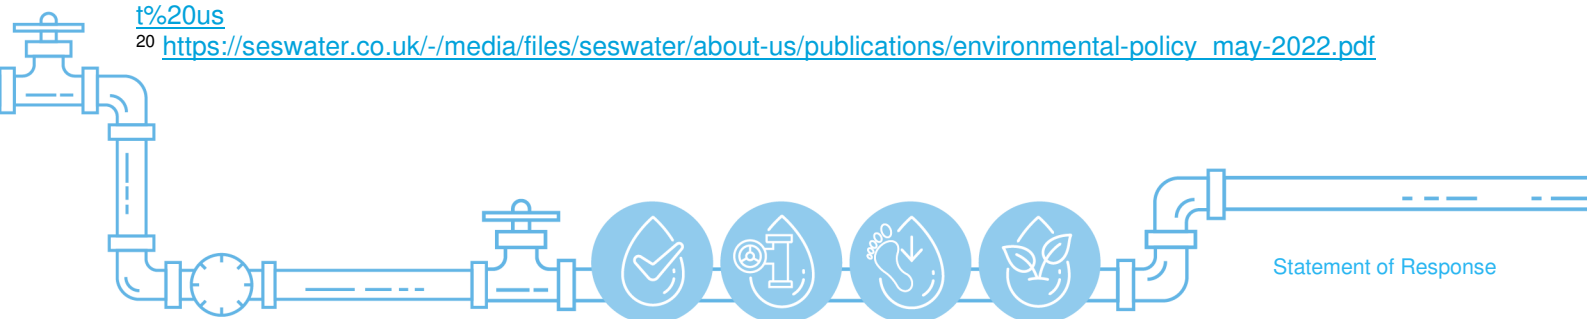 t%20us
20 https://seswater.co.uk/-/media/files/seswater/about-us/publications/environmental-policy_may-2022.pdf
Statement of Response